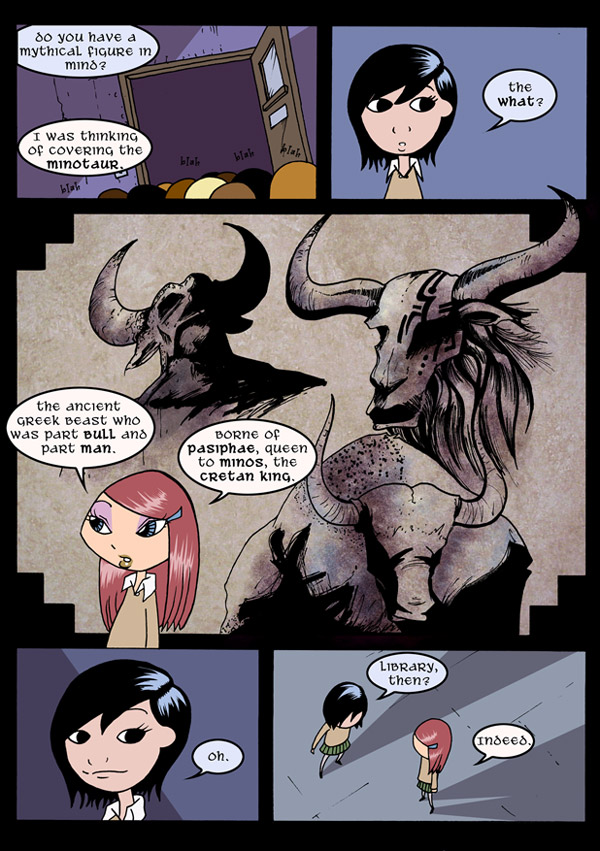 do you have a
mythical figure in
mind?
I was thinking
of covering the
minotaur.
blah
blah
blah
blah
the
what?
the ancient
greek beast who
was part bull and
part man.
borne of
pasiphae, queen
to minos, the
cretan king.
oh.
library,
then?
Indeed.